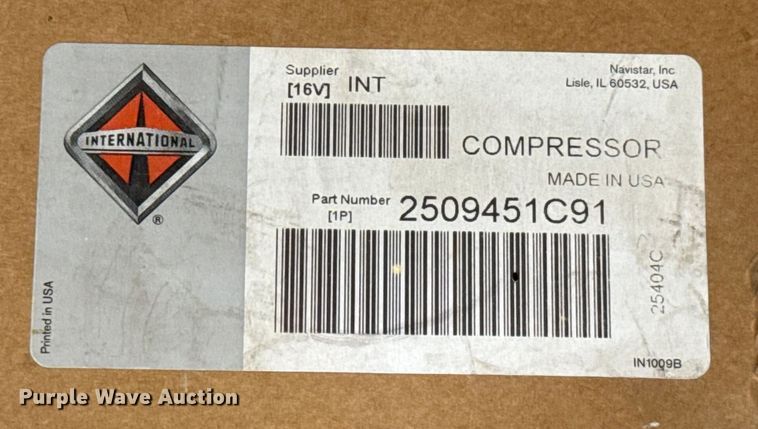 INTERNATIONAL
®
Printed in USA
Supplier
[16V] INT
Navistar, Inc
Lisle, IL 60532, USA
COMPRESSOR
MADE IN USA
Part Number
[1P] 2509451C91
25404C
IN1009B
Purple Wave Auction